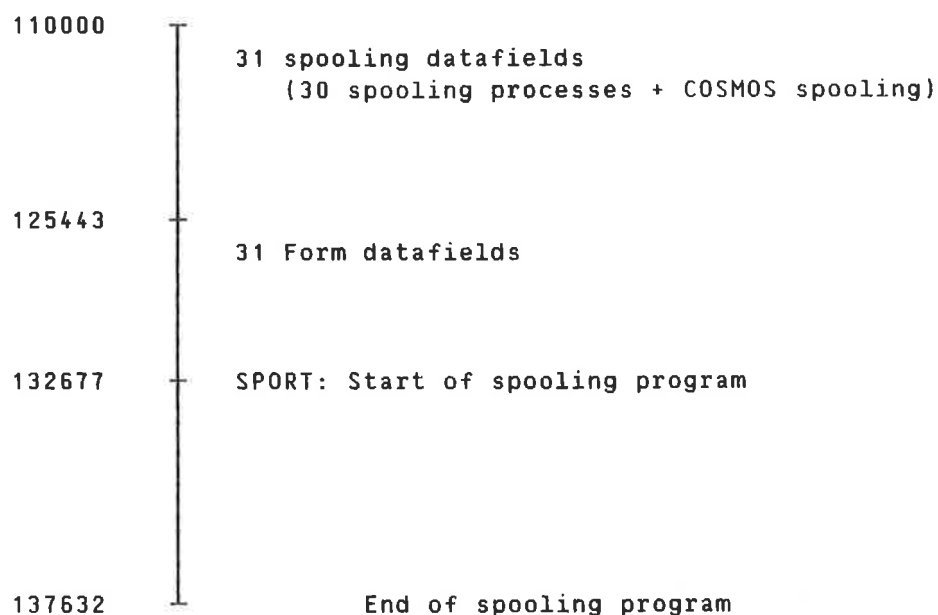 110000
31 spooling datafields
(30 spooling processes + COSMOS spooling)
125443
31 Form datafields
132677 SPORT: Start of spooling program
137632 End of spooling program